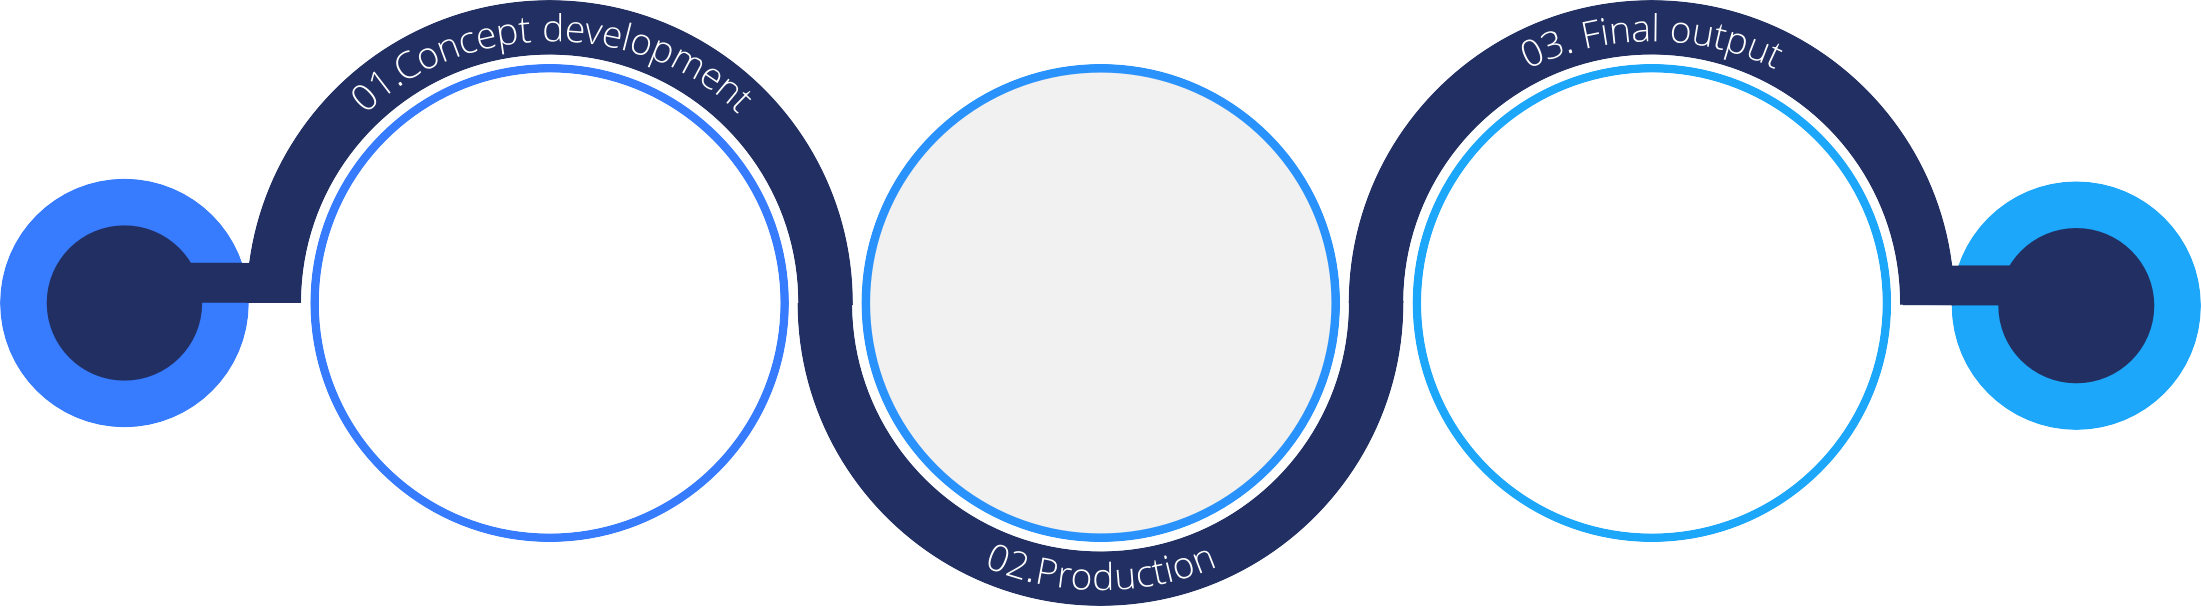 01.Concept development
02.Production
03. Final output